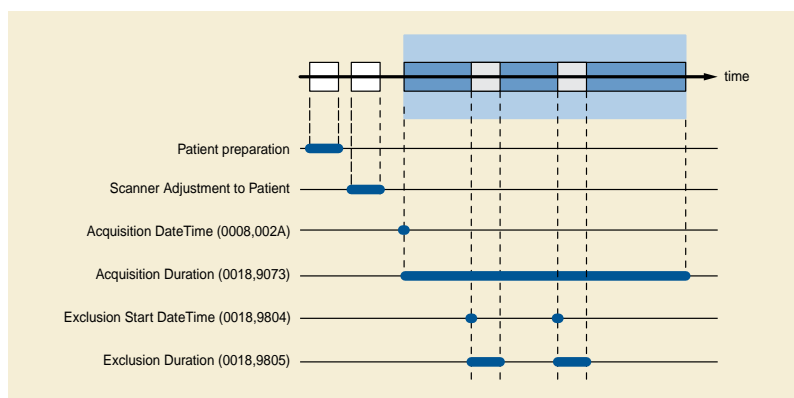 time
Patient preparation
Scanner Adjustment to Patient
Acquisition DateTime (0008,002A)
Acquisition Duration (0018,9073)
Exclusion Start DateTime (0018,9804)
Exclusion Duration (0018,9805)